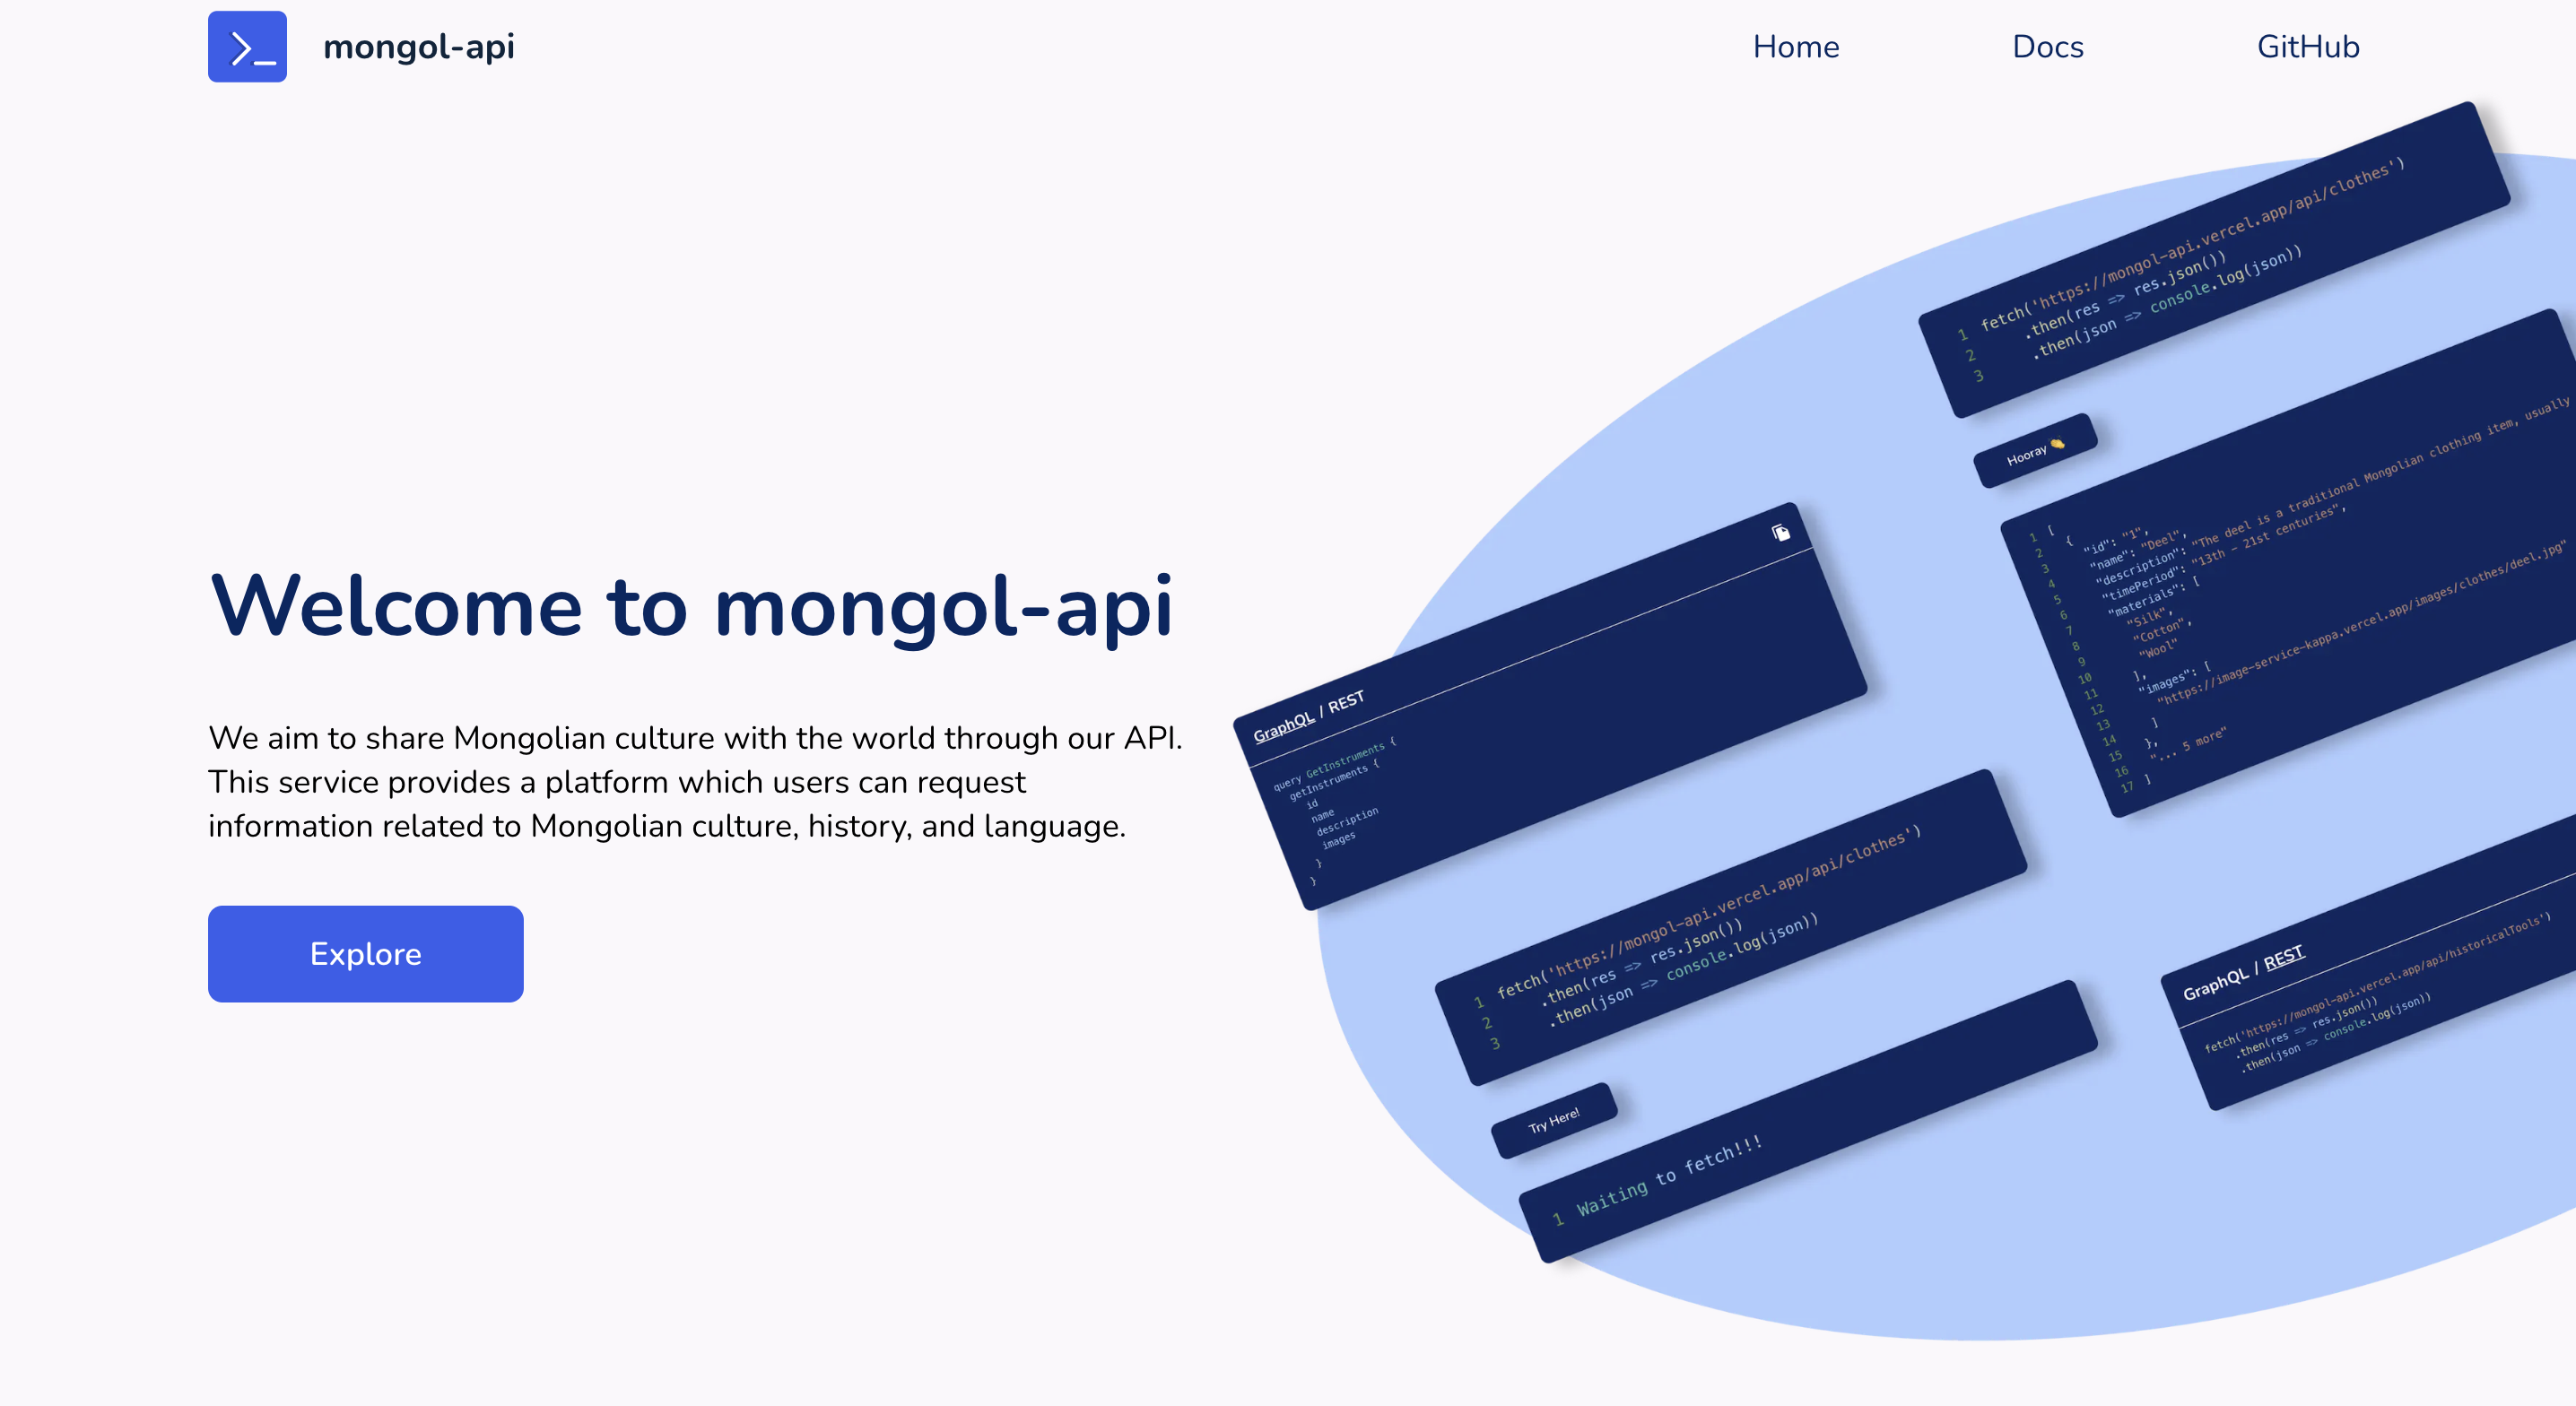 mongol-api
Home
Docs
GitHub
Welcome to mongol-api
We aim to share Mongolian culture with the world through our API.
This service provides a platform which users can request
information related to Mongolian culture, history, and language.
Explore
GraphQL / REST
query GetInstruments {
getInstruments {
id
name
description
images
}
}
1 fetch('https://mongol-api.vercel.app/api/clothes')
2 .then(res => res.json())
3 .then(json => console.log(json))
Try Here!
1 Waiting to fetch!!!
1 fetch('https://mongol-api.vercel.app/api/clothes')
2 .then(res => res.json())
3 .then(json => console.log(json))
Hooray 👏
1 [
2 {
3 "id": "1",
4 "name": "Deel",
5 "description": "The deel is a traditional Mongolian clothing item, usually
6 "timePeriod": "13th - 21st centuries",
7 "materials": [
8 "Silk",
9 "Cotton",
10 "Wool"
11 ],
12 "images": [
13 "https://image-service-kappa.vercel.app/images/clothes/deel.jpg"
14 ]
15 },
16 "... 5 more"
17 ]
GraphQL / REST
fetch('https://mongol-api.vercel.app/api/historicalTools')
.then(res => res.json())
.then(json => console.log(json))